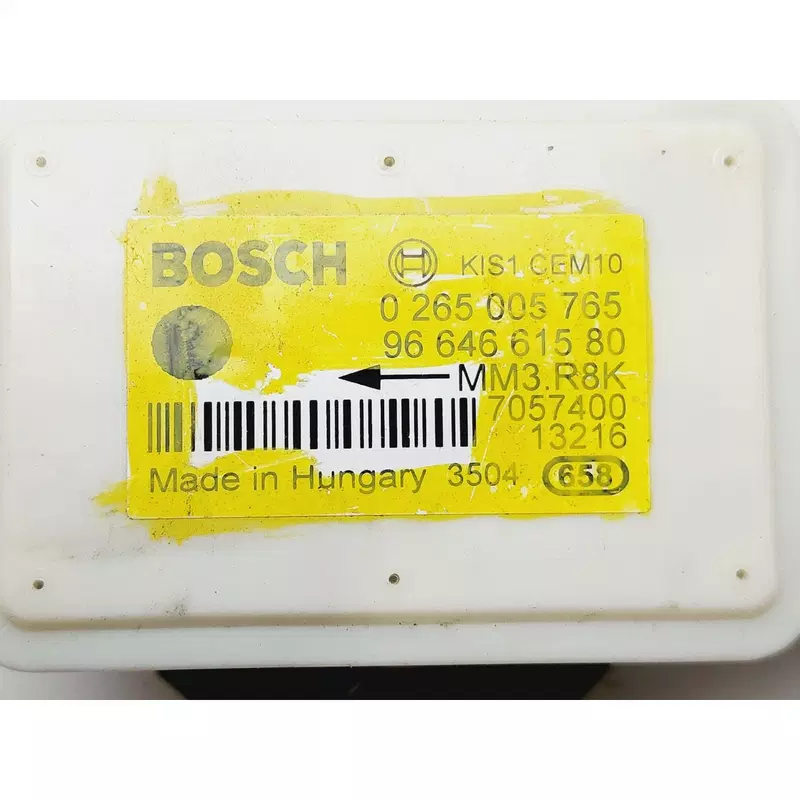 BOSCH KIS1 CEM10
0 265 005 765
96 646 615 80
MM3.R8K
7057400
13216
Made in Hungary 3504 658